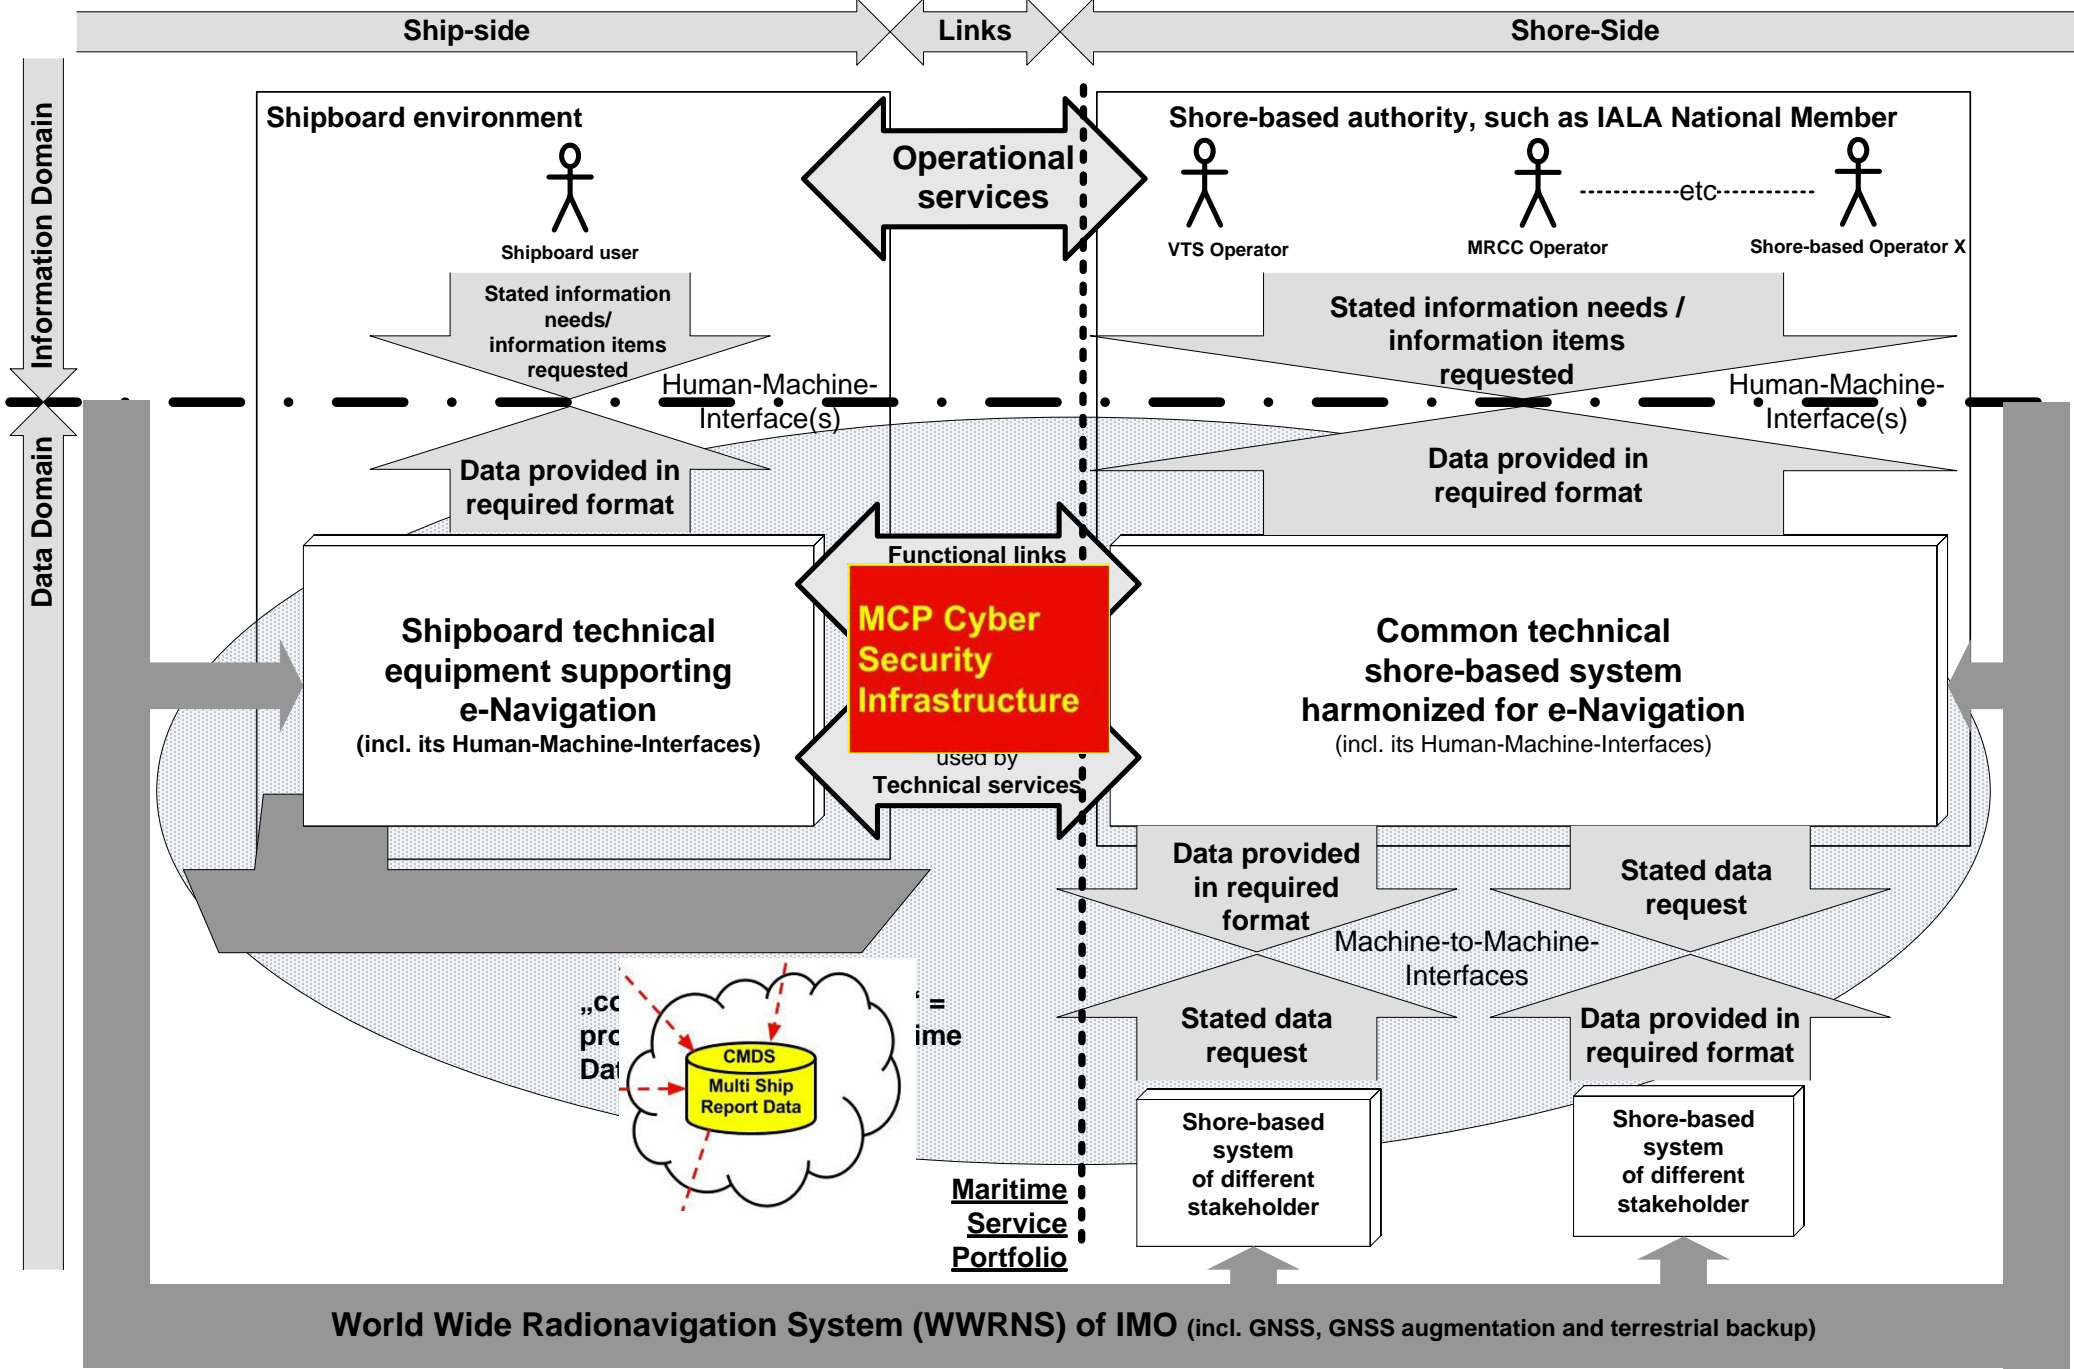 Ship-side
Links
Shore-Side
Information Domain
Data Domain
Shipboard environment
Shipboard user
Operational
services
Shore-based authority, such as IALA National Member
VTS Operator
MRCC Operator
etc
Shore-based Operator X
Stated information
needs/
information items
requested
Human-Machine-
Interface(s)
Data provided in
required format
Stated information needs /
information items
requested
Human-Machine-
Interface(s)
Data provided in
required format
Shipboard technical
equipment supporting
e-Navigation
(incl. its Human-Machine-Interfaces)
Functional links
MCP Cyber
Security
Infrastructure
used by
Technical services
Common technical
shore-based system
harmonized for e-Navigation
(incl. its Human-Machine-Interfaces)
Data provided
in required
format
Stated data
request
Machine-to-Machine-
Interfaces
Stated data
request
Data provided in
required format
=
CMDS
Multi Ship
Report Data
Shore-based
system
of different
stakeholder
Shore-based
system
of different
stakeholder
Maritime
Service
Portfolio
World Wide Radionavigation System (WWRNS) of IMO (incl. GNSS, GNSS augmentation and terrestrial backup)